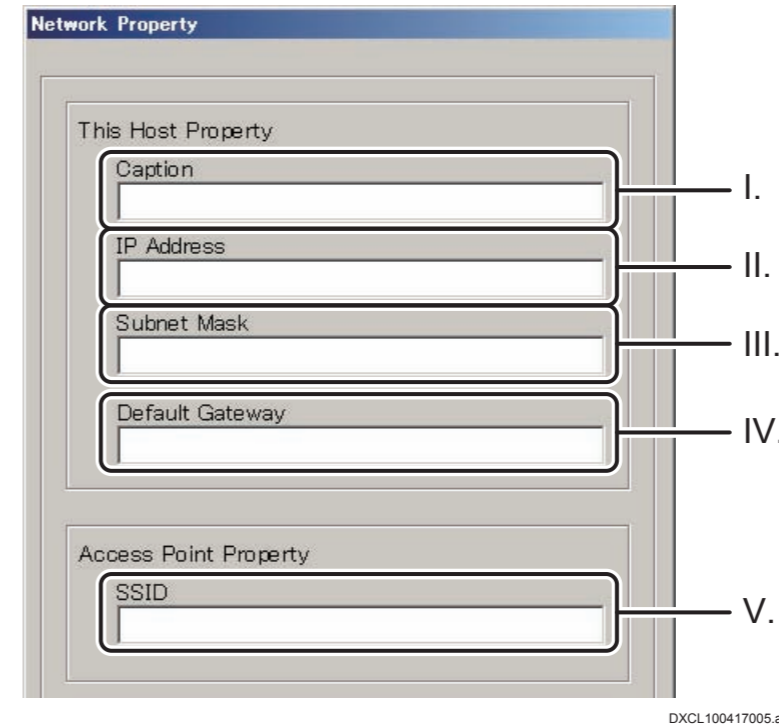 Network Property
This Host Property
Caption
I.
IP Address
II.
Subnet Mask
III.
Default Gateway
IV.
Access Point Property
SSID
V.
DXCL100417005.a